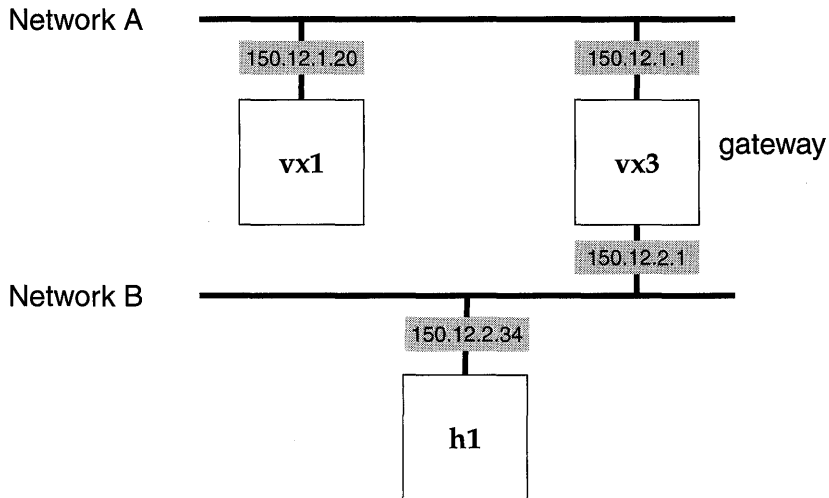 Network A
150.12.1.20
150.12.1.1
vx1
vx3
gateway
150.12.2.1
Network B
150.12.2.34
h1